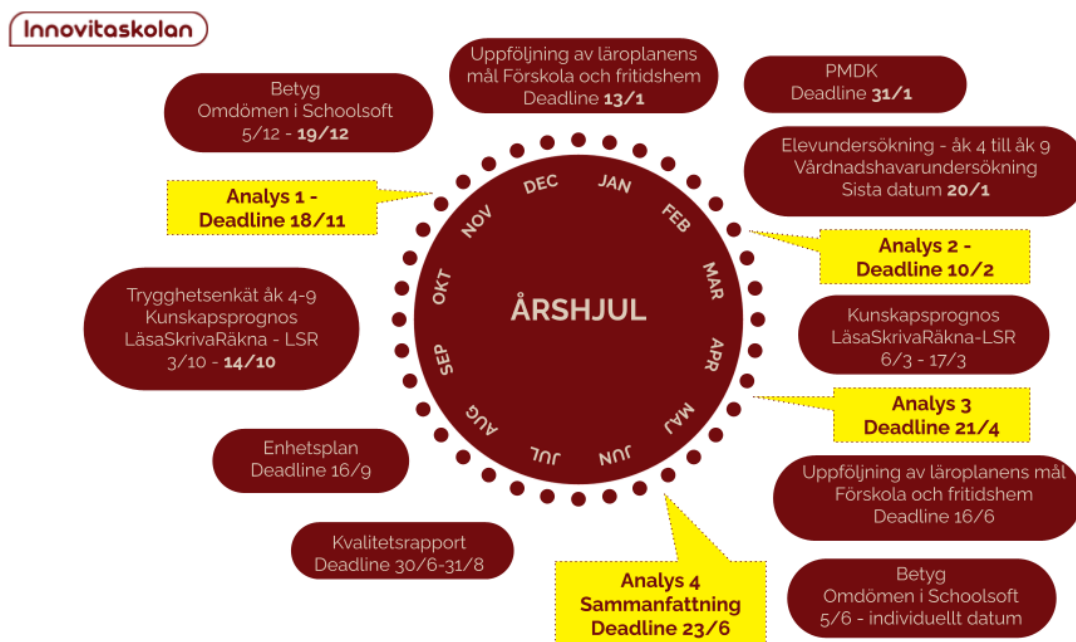 Innovitaskolan
Uppföljning av läroplanens
mål Förskola och fritidshem
Deadline 13/1
PMDK
Deadline 31/1
Betyg
Omdömen i Schoolsoft
5/12 - 19/12
Elevundersökning - åk 4 till åk 9
Vårdnadshavarundersökning
Sista datum 20/1
Analys 1 -
Deadline 18/11
Analys 2 -
Deadline 10/2
Trygghetsenkät åk 4-9
Kunskapsprognos
LäsaSkrivaRäkna - LSR
3/10 - 14/10
ÅRSHJUL
JAN
FEB
MAR
APR
MAJ
JUN
JUL
AUG
SEP
OKT
NOV
DEC
Kunskapsprognos
LäsaSkrivaRäkna-LSR
6/3 - 17/3
Analys 3
Deadline 21/4
Enhetsplan
Deadline 16/9
Uppföljning av läroplanens mål
Förskola och fritidshem
Deadline 16/6
Kvalitetsrapport
Deadline 30/6-31/8
Analys 4
Sammanfattning
Deadline 23/6
Betyg
Omdömen i Schoolsoft
5/6 - individuellt datum